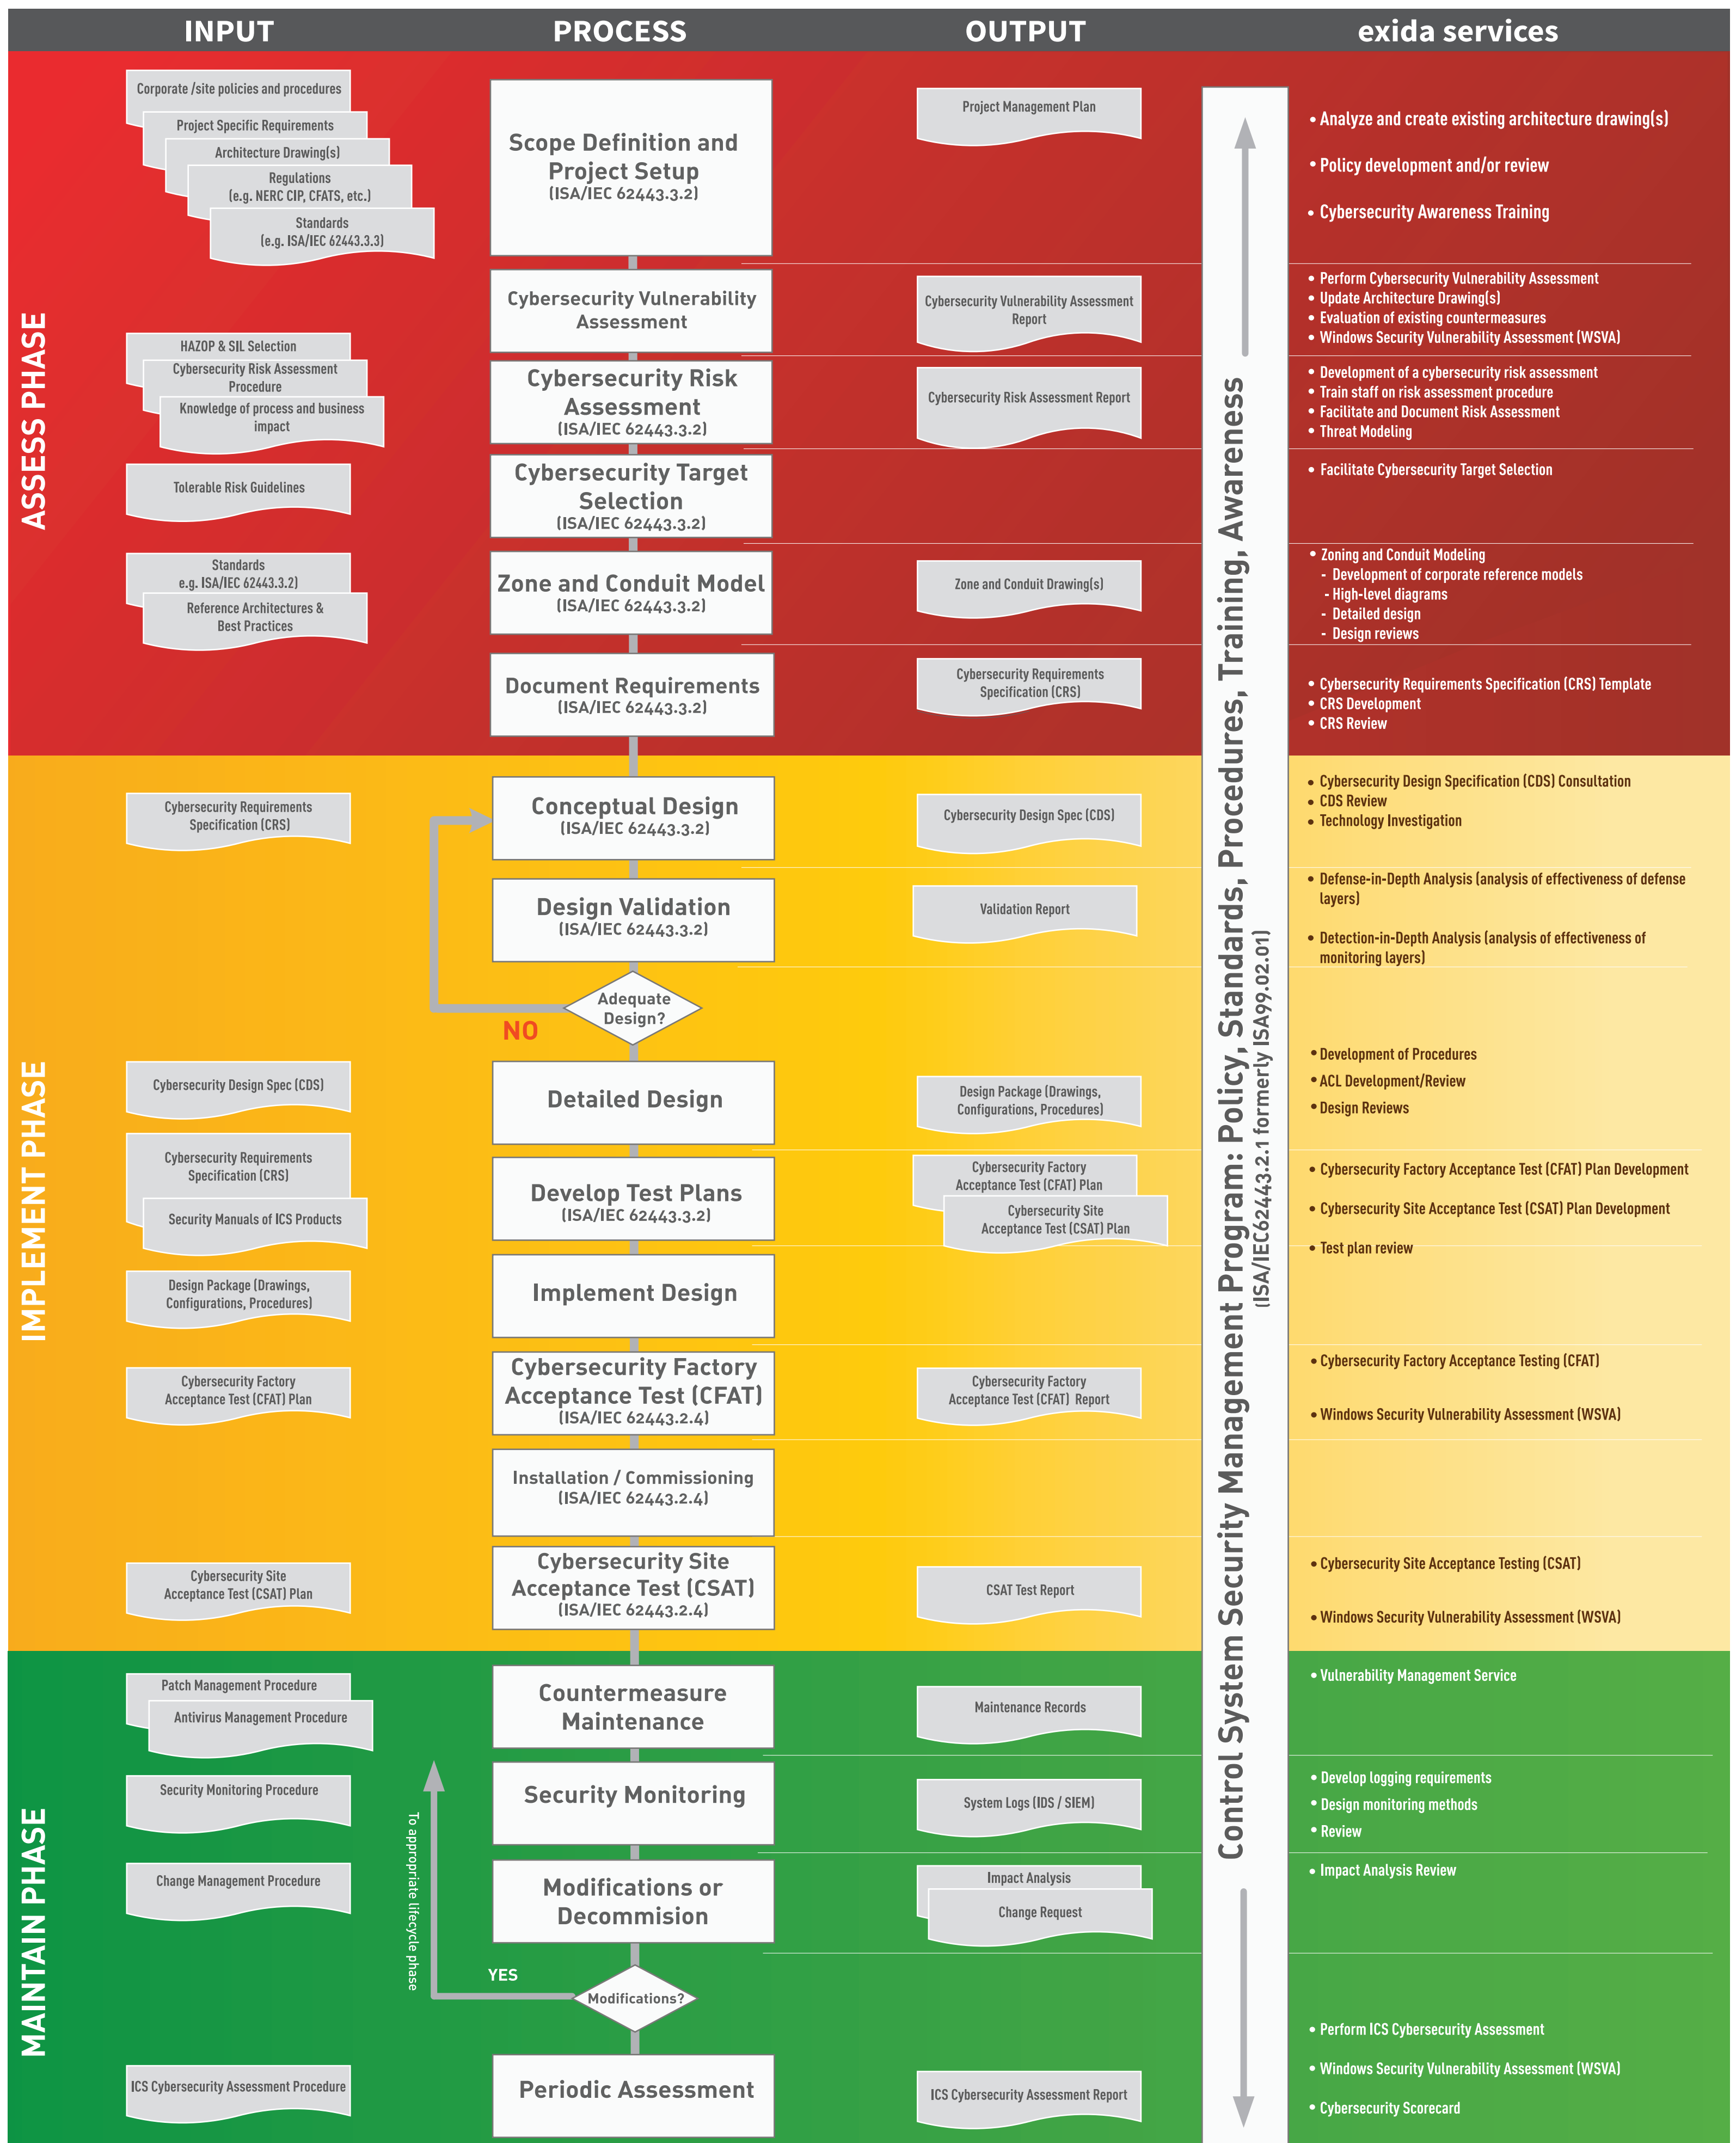 INPUT
PROCESS
OUTPUT
exida services
ASSESS PHASE
Corporate /site policies and procedures
Project Specific Requirements
Architecture Drawing(s)
Regulations
(e.g. NERC CIP, CFATS, etc.)
Standards
(e.g. ISA/IEC 62443.3.3)
Scope Definition and
Project Setup
(ISA/IEC 62443.3.2)
Project Management Plan
• Analyze and create existing architecture drawing(s)
• Policy development and/or review
• Cybersecurity Awareness Training
Cybersecurity Vulnerability
Assessment
Cybersecurity Vulnerability Assessment
Report
• Perform Cybersecurity Vulnerability Assessment
• Update Architecture Drawing(s)
• Evaluation of existing countermeasures
• Windows Security Vulnerability Assessment (WSVA)
HAZOP & SIL Selection
Cybersecurity Risk Assessment
Procedure
Knowledge of process and business
impact
Cybersecurity Risk
Assessment
(ISA/IEC 62443.3.2)
Cybersecurity Risk Assessment Report
• Development of a cybersecurity risk assessment
• Train staff on risk assessment procedure
• Facilitate and Document Risk Assessment
• Threat Modeling
Tolerable Risk Guidelines
Cybersecurity Target
Selection
(ISA/IEC 62443.3.2)
• Facilitate Cybersecurity Target Selection
Standards
e.g. ISA/IEC 62443.3.2)
Reference Architectures &
Best Practices
Zone and Conduit Model
(ISA/IEC 62443.3.2)
Zone and Conduit Drawing(s)
• Zoning and Conduit Modeling
- Development of corporate reference models
- High-level diagrams
- Detailed design
- Design reviews
Document Requirements
(ISA/IEC 62443.3.2)
Cybersecurity Requirements
Specification (CRS)
• Cybersecurity Requirements Specification (CRS) Template
• CRS Development
• CRS Review
Control System Security Management Program: Policy, Standards, Procedures, Training, Awareness
(ISA/IEC62443.2.1 formerly ISA99.02.01)
IMPLEMENT PHASE
Cybersecurity Requirements
Specification (CRS)
Conceptual Design
(ISA/IEC 62443.3.2)
Cybersecurity Design Spec (CDS)
• Cybersecurity Design Specification (CDS) Consultation
• CDS Review
• Technology Investigation
Design Validation
(ISA/IEC 62443.3.2)
Validation Report
• Defense-in-Depth Analysis (analysis of effectiveness of defense
layers)
• Detection-in-Depth Analysis (analysis of effectiveness of
monitoring layers)
Adequate
Design?
NO
Cybersecurity Design Spec (CDS)
Detailed Design
Design Package (Drawings,
Configurations, Procedures)
• Development of Procedures
• ACL Development/Review
• Design Reviews
Cybersecurity Requirements
Specification (CRS)
Security Manuals of ICS Products
Develop Test Plans
(ISA/IEC 62443.3.2)
Cybersecurity Factory
Acceptance Test (CFAT) Plan
Cybersecurity Site
Acceptance Test (CSAT) Plan
• Cybersecurity Factory Acceptance Test (CFAT) Plan Development
• Cybersecurity Site Acceptance Test (CSAT) Plan Development
• Test plan review
Design Package (Drawings,
Configurations, Procedures)
Implement Design
Cybersecurity Factory
Acceptance Test (CFAT) Plan
Cybersecurity Factory
Acceptance Test (CFAT)
(ISA/IEC 62443.2.4)
Cybersecurity Factory
Acceptance Test (CFAT) Report
• Cybersecurity Factory Acceptance Testing (CFAT)
• Windows Security Vulnerability Assessment (WSVA)
Installation / Commissioning
(ISA/IEC 62443.2.4)
Cybersecurity Site
Acceptance Test (CSAT) Plan
Cybersecurity Site
Acceptance Test (CSAT)
(ISA/IEC 62443.2.4)
CSAT Test Report
• Cybersecurity Site Acceptance Testing (CSAT)
• Windows Security Vulnerability Assessment (WSVA)
MAINTAIN PHASE
Patch Management Procedure
Antivirus Management Procedure
Countermeasure
Maintenance
Maintenance Records
• Vulnerability Management Service
Security Monitoring Procedure
Security Monitoring
System Logs (IDS / SIEM)
• Develop logging requirements
• Design monitoring methods
• Review
Change Management Procedure
To appropriate lifecycle phase
Modifications or
Decommision
Impact Analysis
Change Request
• Impact Analysis Review
YES
Modifications?
ICS Cybersecurity Assessment Procedure
Periodic Assessment
ICS Cybersecurity Assessment Report
• Perform ICS Cybersecurity Assessment
• Windows Security Vulnerability Assessment (WSVA)
• Cybersecurity Scorecard